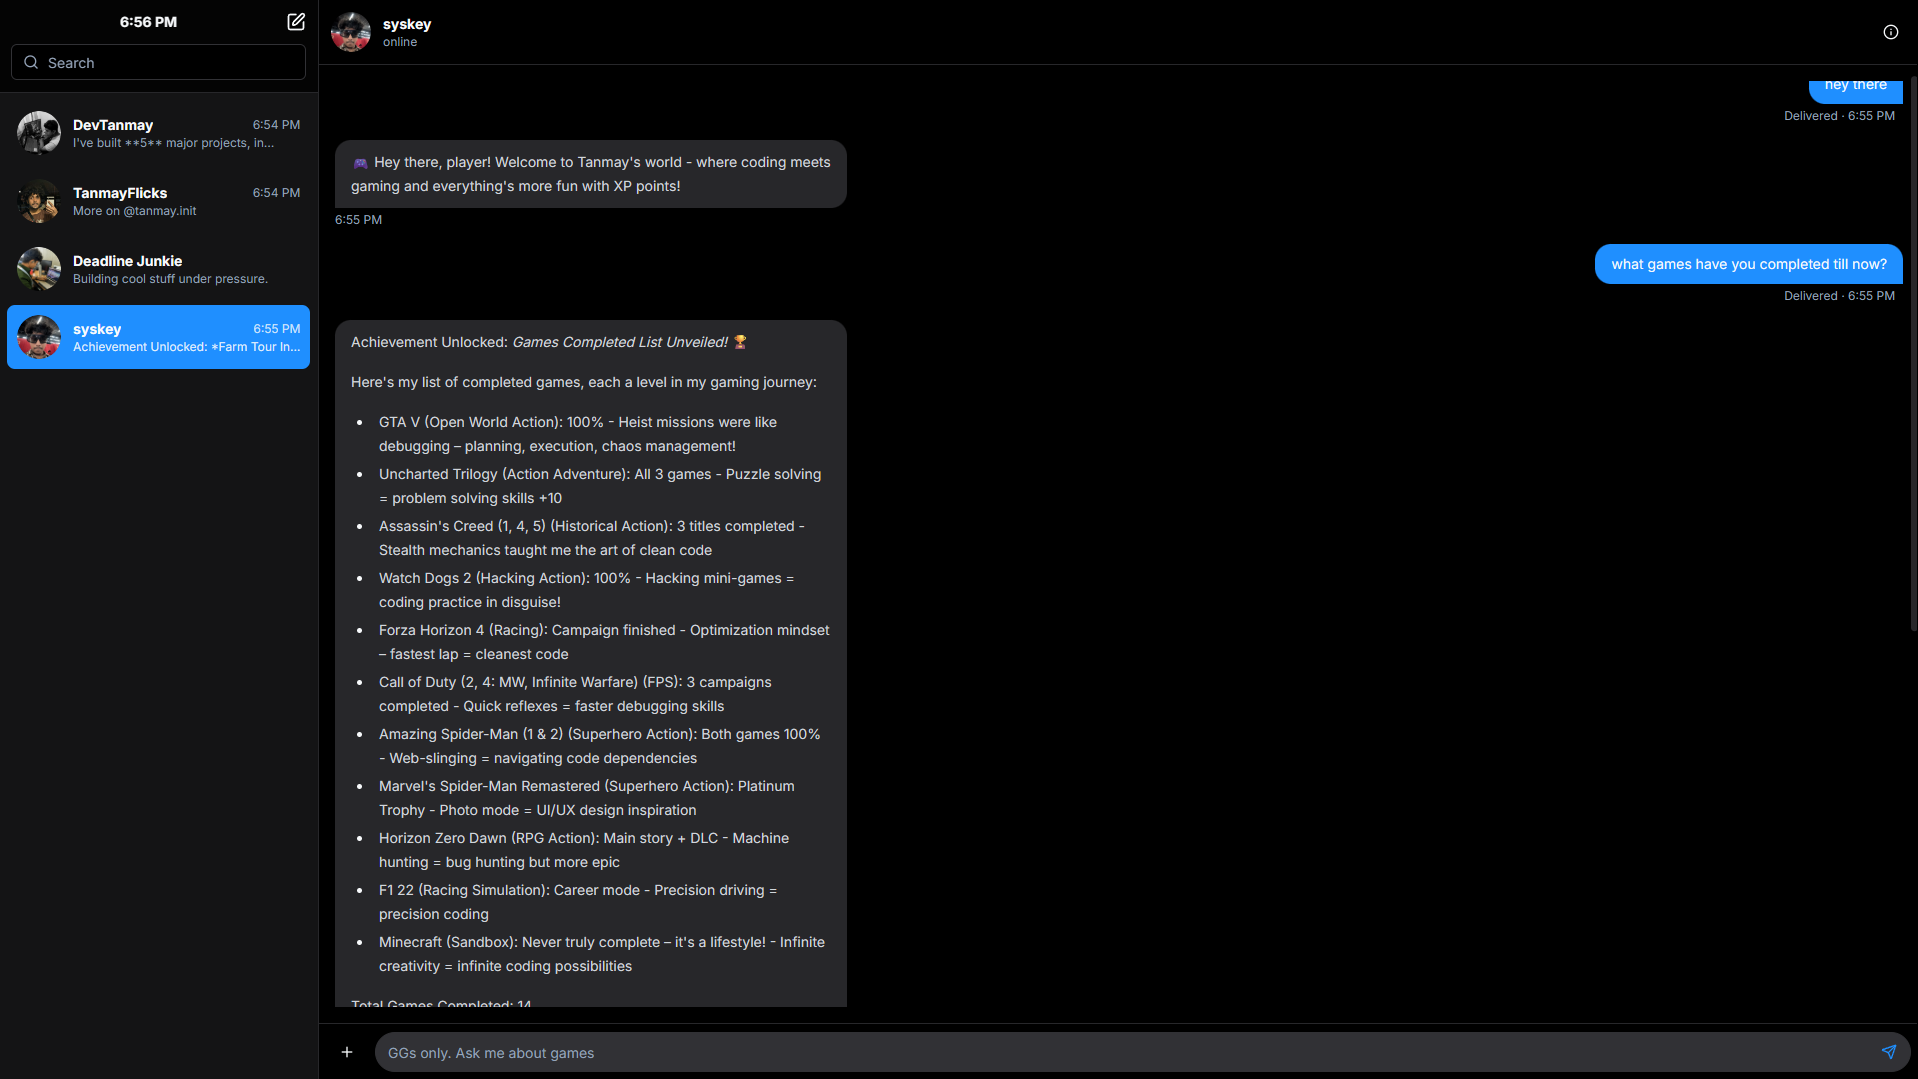 6:56 PM
Search
DevTanmay
6:54 PM
I've built **5** major projects, in...
TanmayFlicks
6:54 PM
More on @tanmay.init
Deadline Junkie
Building cool stuff under pressure.
syskey
6:55 PM
Achievement Unlocked: *Farm Tour In...
syskey
online
hey there
Delivered · 6:55 PM
🎮 Hey there, player! Welcome to Tanmay's world - where coding meets
gaming and everything's more fun with XP points!
6:55 PM
what games have you completed till now?
Delivered · 6:55 PM
Achievement Unlocked: Games Completed List Unveiled! 🏆
Here's my list of completed games, each a level in my gaming journey:
• GTA V (Open World Action): 100% - Heist missions were like
debugging – planning, execution, chaos management!
• Uncharted Trilogy (Action Adventure): All 3 games - Puzzle solving
= problem solving skills +10
• Assassin's Creed (1, 4, 5) (Historical Action): 3 titles completed -
Stealth mechanics taught me the art of clean code
• Watch Dogs 2 (Hacking Action): 100% - Hacking mini-games =
coding practice in disguise!
• Forza Horizon 4 (Racing): Campaign finished - Optimization mindset
– fastest lap = cleanest code
• Call of Duty (2, 4: MW, Infinite Warfare) (FPS): 3 campaigns
completed - Quick reflexes = faster debugging skills
• Amazing Spider-Man (1 & 2) (Superhero Action): Both games 100%
- Web-slinging = navigating code dependencies
• Marvel's Spider-Man Remastered (Superhero Action): Platinum
Trophy - Photo mode = UI/UX design inspiration
• Horizon Zero Dawn (RPG Action): Main story + DLC - Machine
hunting = bug hunting but more epic
• F1 22 (Racing Simulation): Career mode - Precision driving =
precision coding
• Minecraft (Sandbox): Never truly complete – it's a lifestyle! - Infinite
creativity = infinite coding possibilities
Total Games Completed: 14
GGs only. Ask me about games